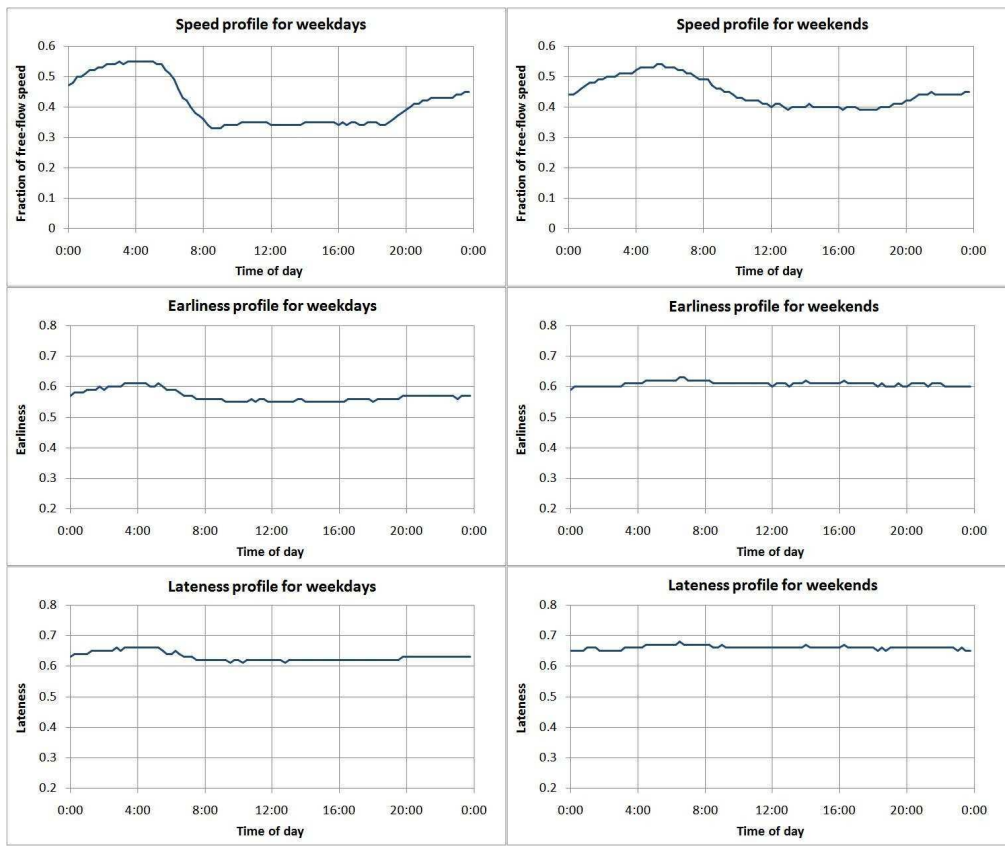 Speed profile for weekdays
Fraction of free-flow speed
0.6
0.5
0.4
0.3
0.2
0.1
0
0:00 4:00 8:00 12:00 16:00 20:00 0:00
Time of day
Speed profile for weekends
Fraction of free-flow speed
0.6
0.5
0.4
0.3
0.2
0.1
0
0:00 4:00 8:00 12:00 16:00 20:00 0:00
Time of day
Earliness profile for weekdays
Earliness
0.8
0.7
0.6
0.5
0.4
0.3
0.2
0:00 4:00 8:00 12:00 16:00 20:00 0:00
Time of day
Earliness profile for weekends
Earliness
0.8
0.7
0.6
0.5
0.4
0.3
0.2
0:00 4:00 8:00 12:00 16:00 20:00 0:00
Time of day
Lateness profile for weekdays
Lateness
0.8
0.7
0.6
0.5
0.4
0.3
0.2
0:00 4:00 8:00 12:00 16:00 20:00 0:00
Time of day
Lateness profile for weekends
Lateness
0.8
0.7
0.6
0.5
0.4
0.3
0.2
0:00 4:00 8:00 12:00 16:00 20:00 0:00
Time of day